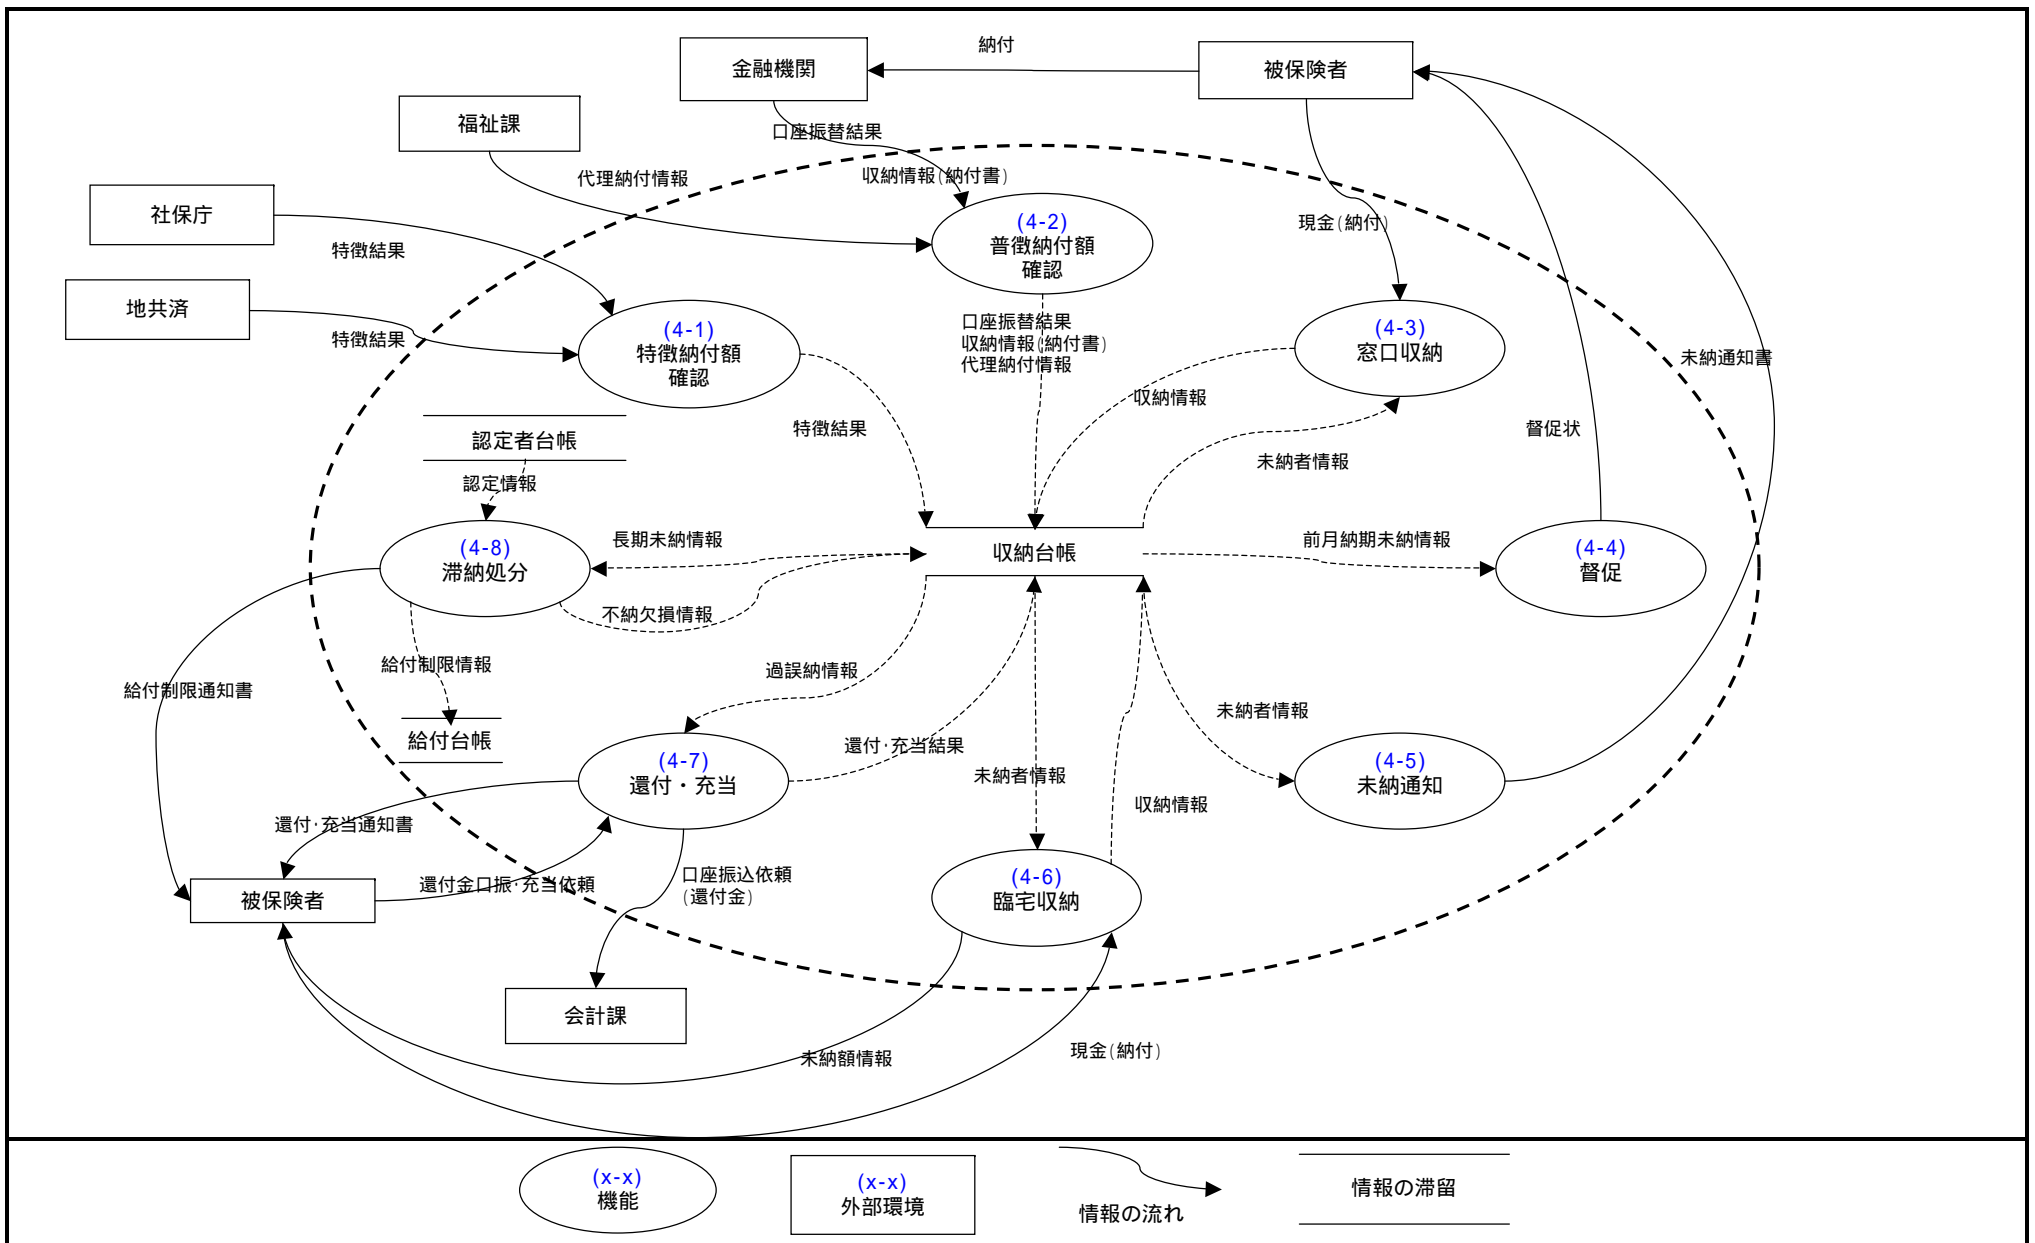 納付
金融機関
被保険者
福祉課
口座振替結果
代理納付情報
収納情報(納付書)
社保庁
(4-2)
普徴納付額
確認
現金(納付)
特徴結果
地共済
特徴結果
(4-1)
特徴納付額
確認
口座振替結果
収納情報(納付書)
代理納付情報
(4-3)
窓口収納
未納通知書
収納情報
特徴結果
督促状
認定者台帳
未納者情報
認定情報
長期未納情報
収納台帳
前月納期未納情報
(4-8)
滞納処分
(4-4)
督促
不納欠損情報
給付制限情報
過誤納情報
給付制限通知書
未納者情報
給付台帳
還付・充当結果
(4-7)
還付・充当
未納者情報
(4-5)
未納通知
収納情報
還付・充当通知書
口座振込依頼
(還付金)
還付金口振・充当依頼
被保険者
(4-6)
臨宅収納
会計課
未納額情報
現金(納付)
(x-x)
機能
(x-x)
外部環境
情報の流れ
情報の滞留